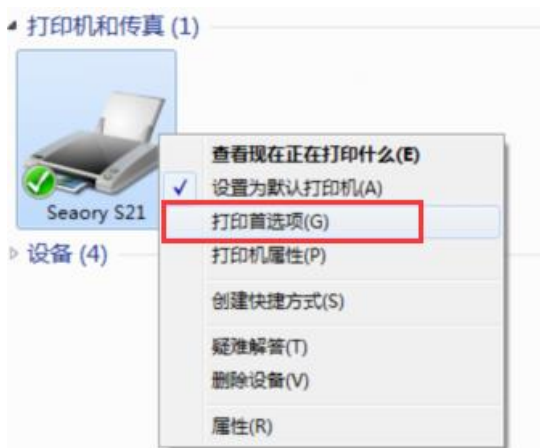 打印机和传真 (1)
Seaory S21
设备 (4)
查看现在正在打印什么(E)
设置为默认打印机(A)
打印首选项(G)
打印机属性(P)
创建快捷方式(S)
疑难解答(T)
删除设备(V)
属性(R)